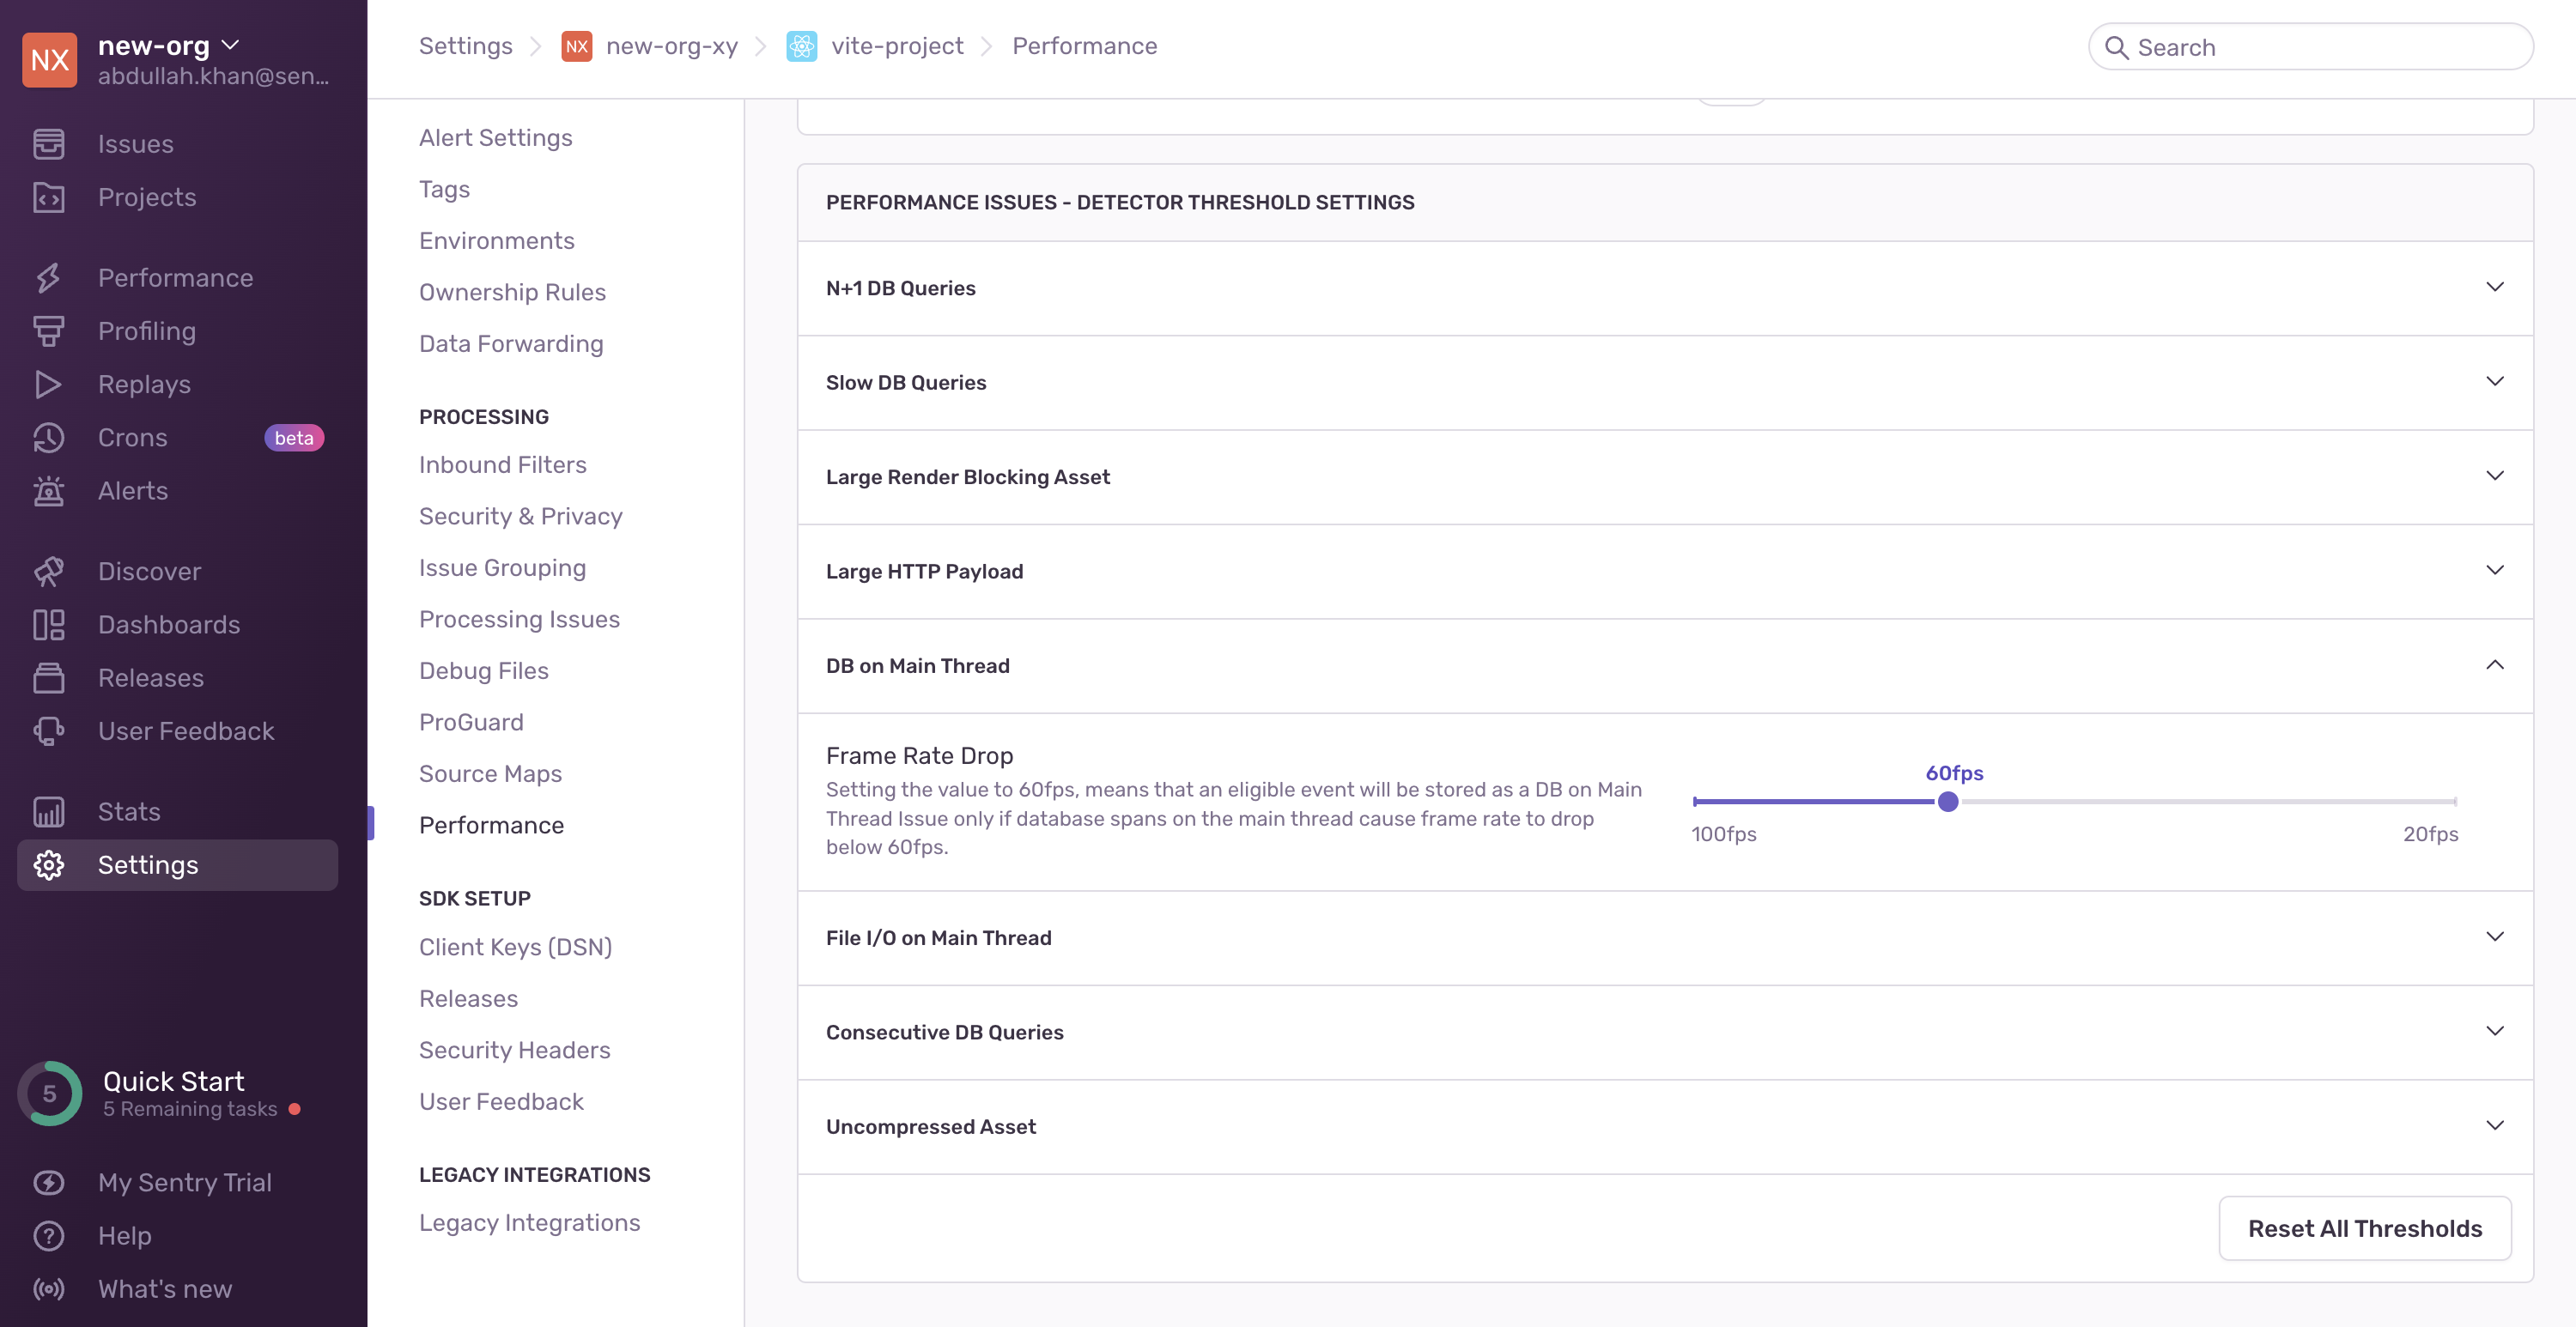 NX
new-org
abdullah.khan@sen...
Issues
Projects
Performance
Profiling
Replays
Crons
beta
Alerts
Discover
Dashboards
Releases
User Feedback
Stats
Settings
5
Quick Start
5 Remaining tasks
My Sentry Trial
Help
What's new
Settings
NX
new-org-xy
vite-project
Performance
Search
Alert Settings
Tags
Environments
Ownership Rules
Data Forwarding
PROCESSING
Inbound Filters
Security & Privacy
Issue Grouping
Processing Issues
Debug Files
ProGuard
Source Maps
Performance
SDK SETUP
Client Keys (DSN)
Releases
Security Headers
User Feedback
LEGACY INTEGRATIONS
Legacy Integrations
PERFORMANCE ISSUES - DETECTOR THRESHOLD SETTINGS
N+1 DB Queries
Slow DB Queries
Large Render Blocking Asset
Large HTTP Payload
DB on Main Thread
Frame Rate Drop
Setting the value to 60fps, means that an eligible event will be stored as a DB on Main
Thread Issue only if database spans on the main thread cause frame rate to drop
below 60fps.
60fps
100fps
20fps
File I/O on Main Thread
Consecutive DB Queries
Uncompressed Asset
Reset All Thresholds